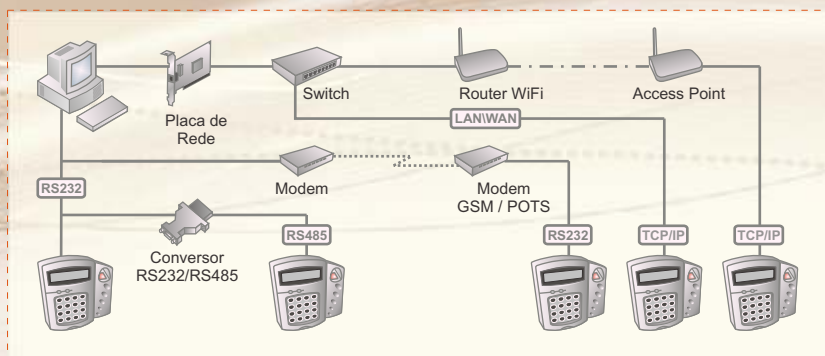 Switch
Router WiFi
Access Point
Placa de
Rede
LAN\WAN
RS232
Modem
Modem
GSM / POTS
RS485
RS232
TCP/IP
TCP/IP
Conversor
RS232/RS485